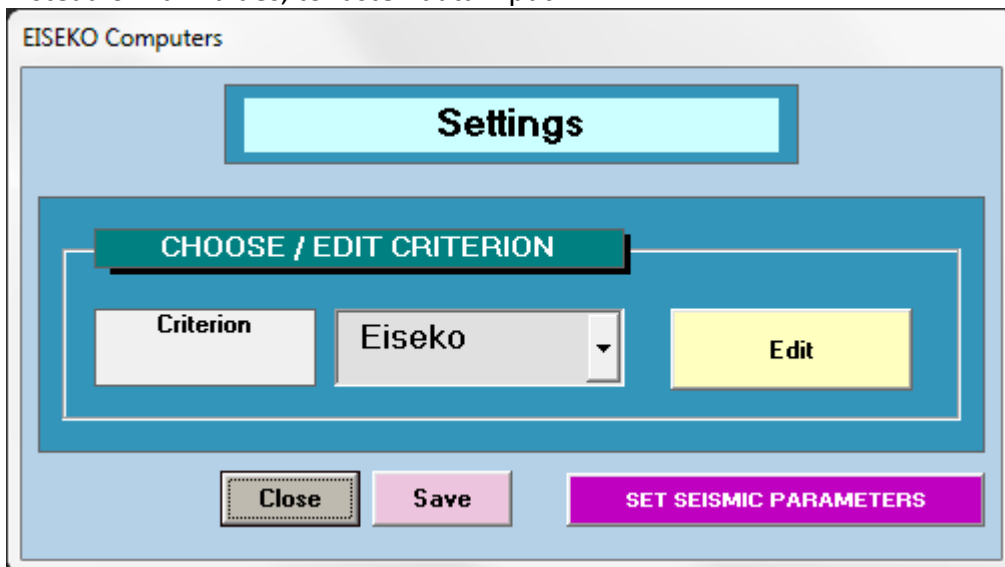 EISEKO Computers
Settings
CHOOSE / EDIT CRITERION
Criterion
Eiseko
Edit
Close
Save
SET SEISMIC PARAMETERS